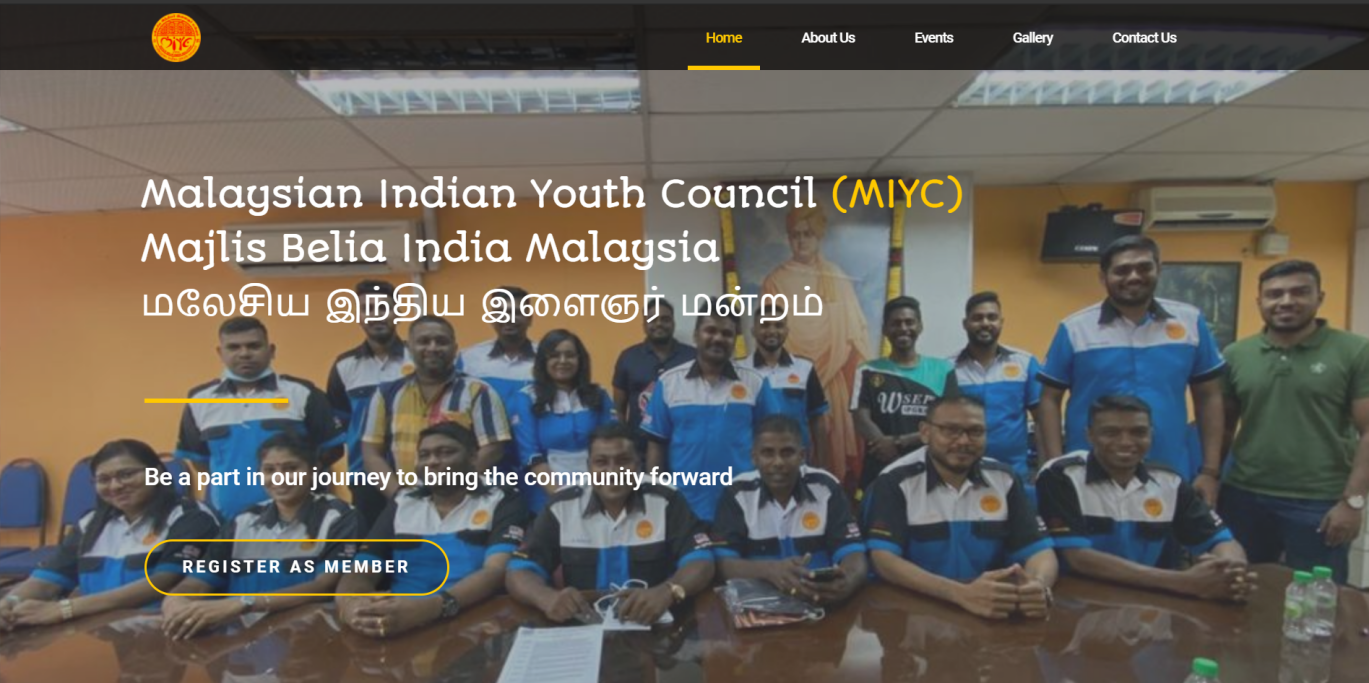 MIYC
Home
About Us
Events
Gallery
Contact Us
Malaysian Indian Youth Council (MIYC)
Majlis Belia India Malaysia
மலேசிய இந்திய இளைஞர் மன்றம்
Be a part in our journey to bring the community forward
REGISTER AS MEMBER